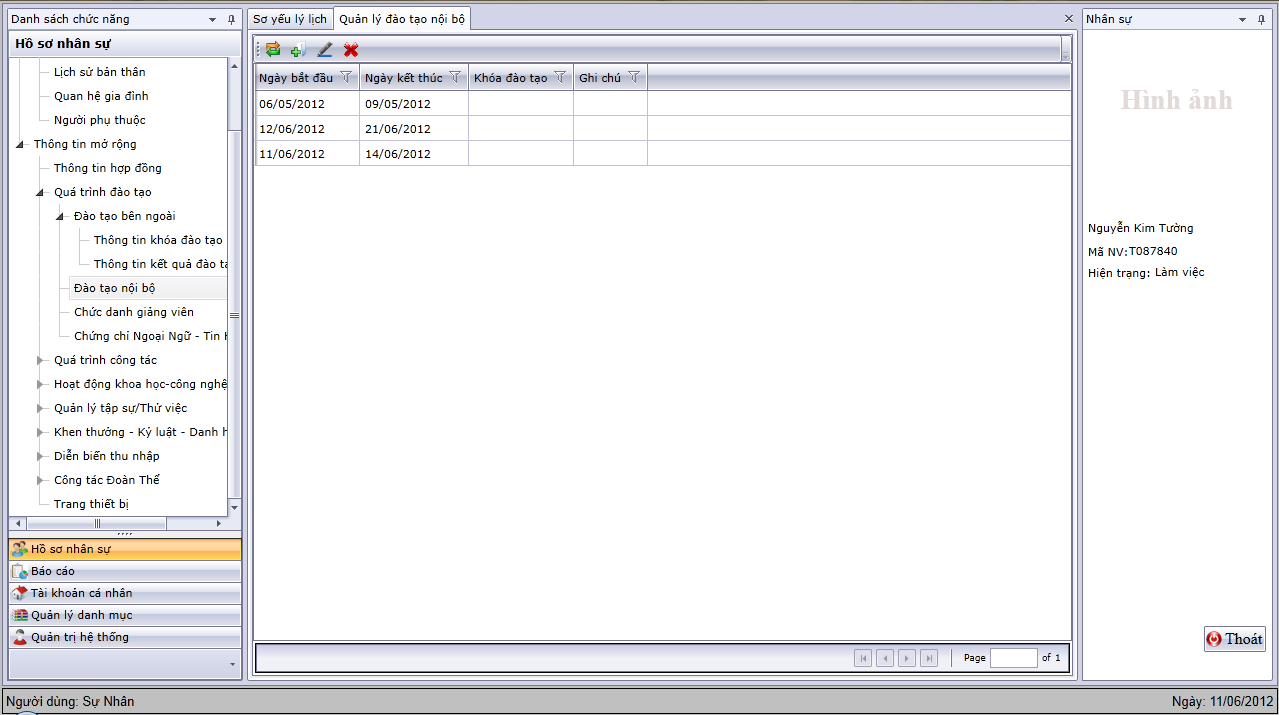 Danh sách chức năng
Hồ sơ nhân sự
Lịch sử bản thân
Quan hệ gia đình
Người phụ thuộc
Thông tin mở rộng
Thông tin hợp đồng
Quá trình đào tạo
Đào tạo bên ngoài
Thông tin khóa đào tạo
Thông tin kết quả đào tạ
Đào tạo nội bộ
Chức danh giảng viên
Chứng chỉ Ngoại Ngữ - Tin H
Quá trình công tác
Hoạt động khoa học-công nghệ
Quản lý tập sự/Thử việc
Khen thưởng - Kỷ luật - Danh h
Diễn biến thu nhập
Công tác Đoàn Thể
Trang thiết bị
Hồ sơ nhân sự
Báo cáo
Tài khoản cá nhân
Quản lý danh mục
Quản trị hệ thống
Sơ yếu lý lịch Quản lý đào tạo nội bộ
Ngày bắt đầu Ngày kết thúc Khóa đào tạo Ghi chú
06/05/2012 09/05/2012
12/06/2012 21/06/2012
11/06/2012 14/06/2012
Page of 1
Nhân sự
Hình ảnh
Nguyễn Kim Tường
Mã NV:T087840
Hiện trạng: Làm việc
Thoát
Người dùng: Sự Nhân
Ngày: 11/06/2012